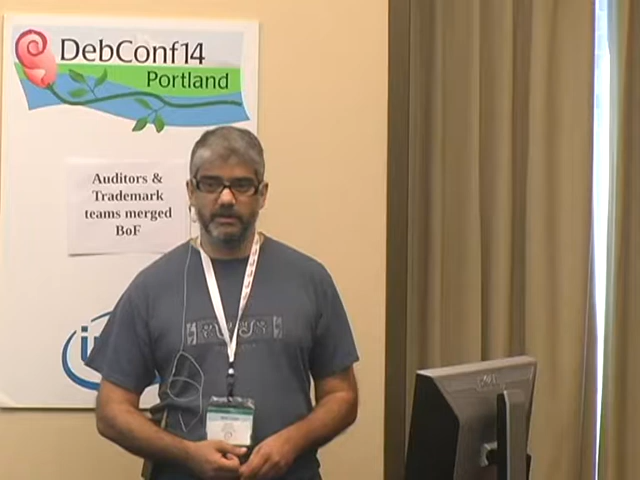 DebConf14
Portland
Auditors &
Trademark
teams merged
BoF